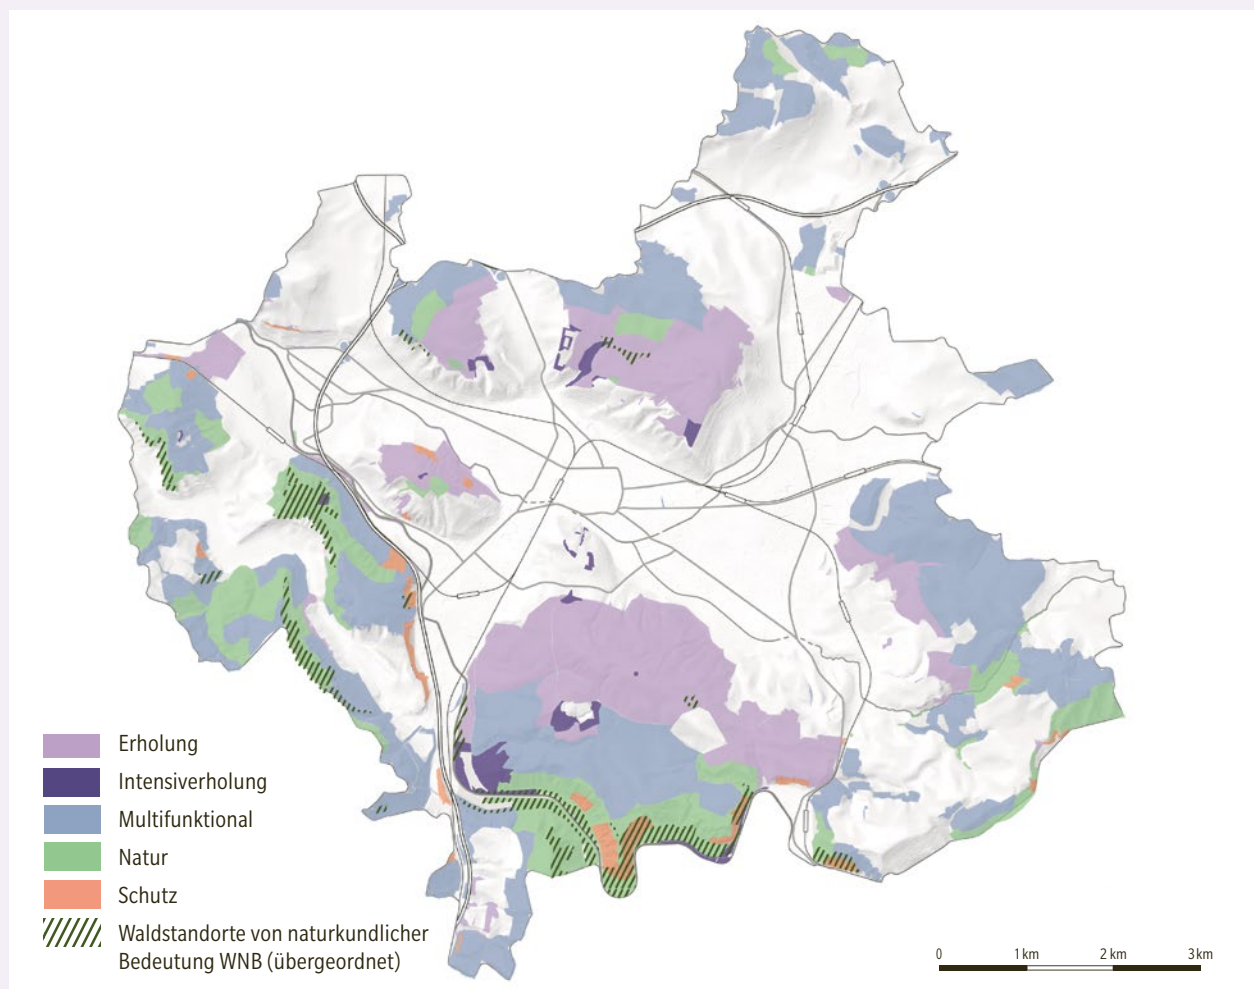 Erholung
Intensiverholung
Multifunktional
Natur
Schutz
Waldstandorte von naturkundlicher
Bedeutung WNB (übergeordnet)
0 1 km 2 km 3 km